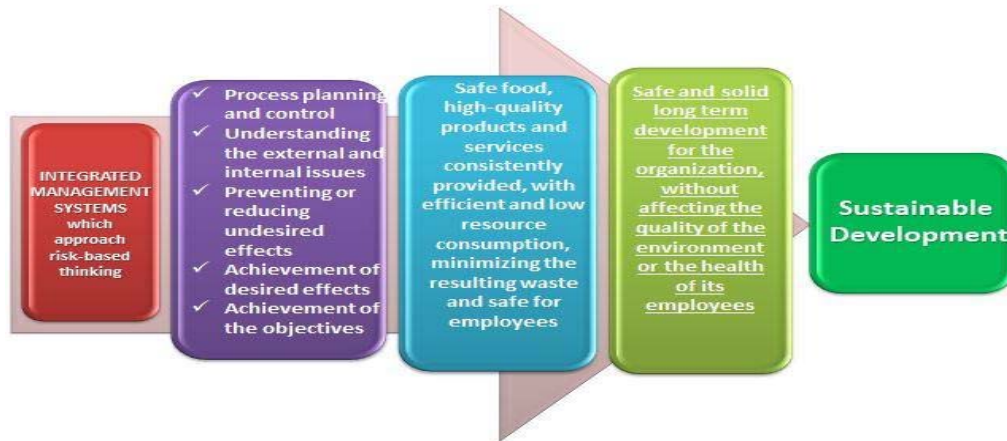 INTEGRATED
MANAGEMENT
SYSTEMS
which
approach
risk-based
thinking
✓ Process planning
and control
✓ Understanding
the external and
internal issues
✓ Preventing or
reducing
undesired
effects
✓ Achievement of
desired effects
✓ Achievement of
the objectives
Safe food,
high-quality
products and
services
consistently
provided, with
efficient and low
resource
consumption,
minimizing the
resulting waste
and safe for
employees
Safe and solid
long term
development
for the
organization,
without
affecting the
quality of the
environment
or the health
of its
employees
Sustainable
Development